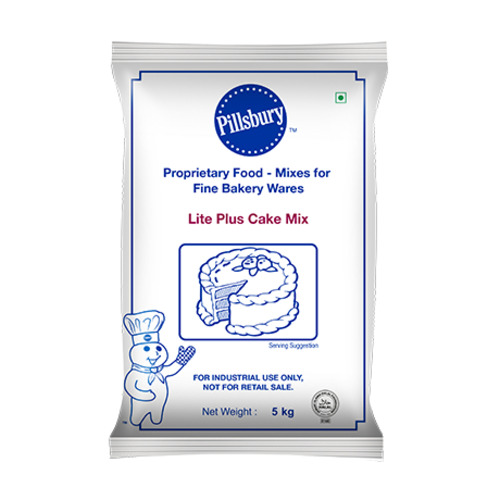 Pillsbury
TM
Proprietary Food - Mixes for
Fine Bakery Wares
Lite Plus Cake Mix
Serving Suggestion
FOR INDUSTRIAL USE ONLY,
NOT FOR RETAIL SALE.
Net Weight : 5 kg
TM